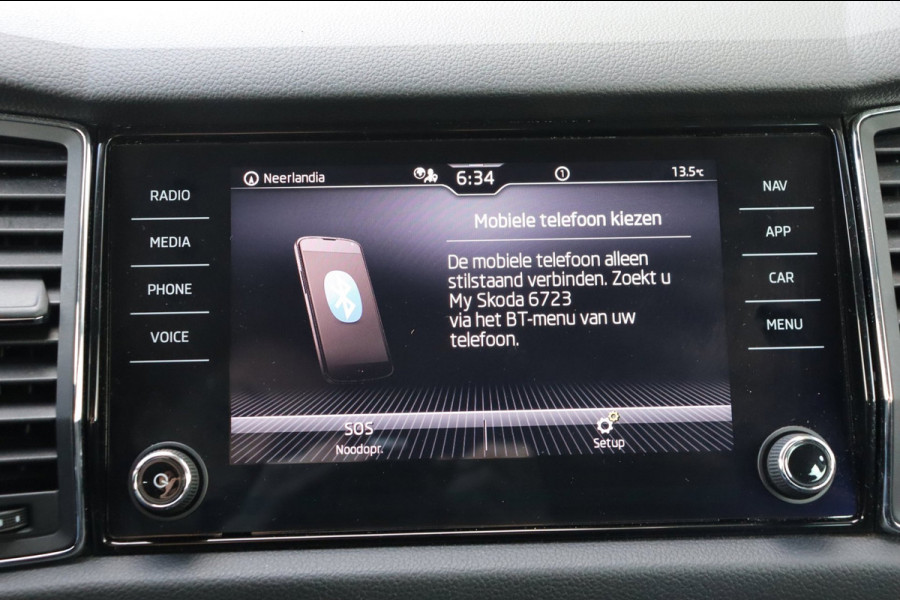 Neerlandia
6:34
1
13.5℃
RADIO
MEDIA
PHONE
VOICE
Mobiele telefoon kiezen
De mobiele telefoon alleen
stilstaand verbinden. Zoekt u
My Skoda 6723
via het BT-menu van uw
telefoon.
SOS
Noodopr.
Setup
NAV
APP
CAR
MENU